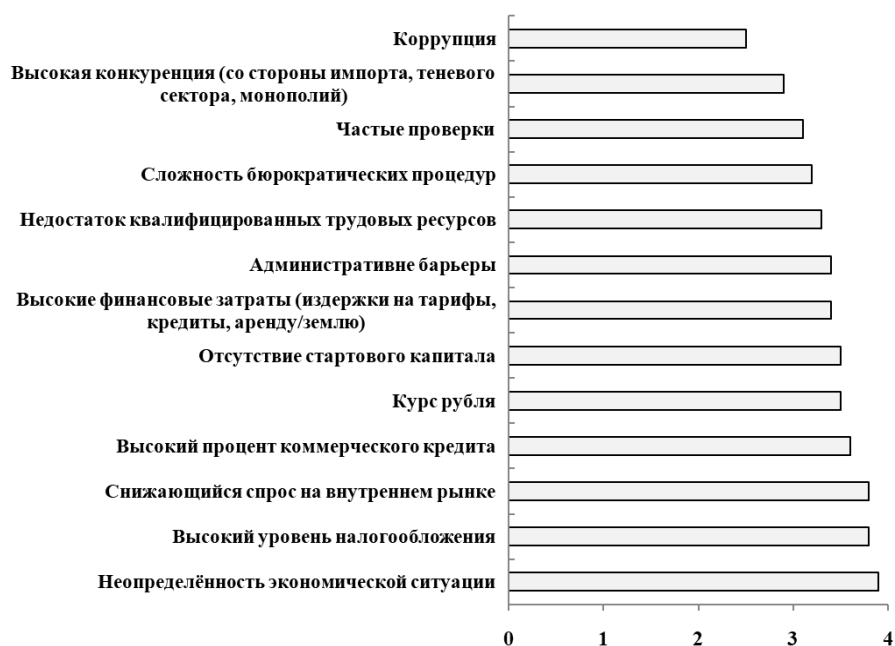 Коррупция
Высокая конкуренция (со стороны импорта, теневого
сектора, монополий)
Частые проверки
Сложность бюрократических процедур
Недостаток квалифицированных трудовых ресурсов
Административне барьеры
Высокие финансовые затраты (издержки на тарифы,
кредиты, аренду/землю)
Отсутствие стартового капитала
Курс рубля
Высокий процент коммерческого кредита
Снижающийся спрос на внутреннем рынке
Высокий уровень налогообложения
Неопределённость экономической ситуации
0 1 2 3 4